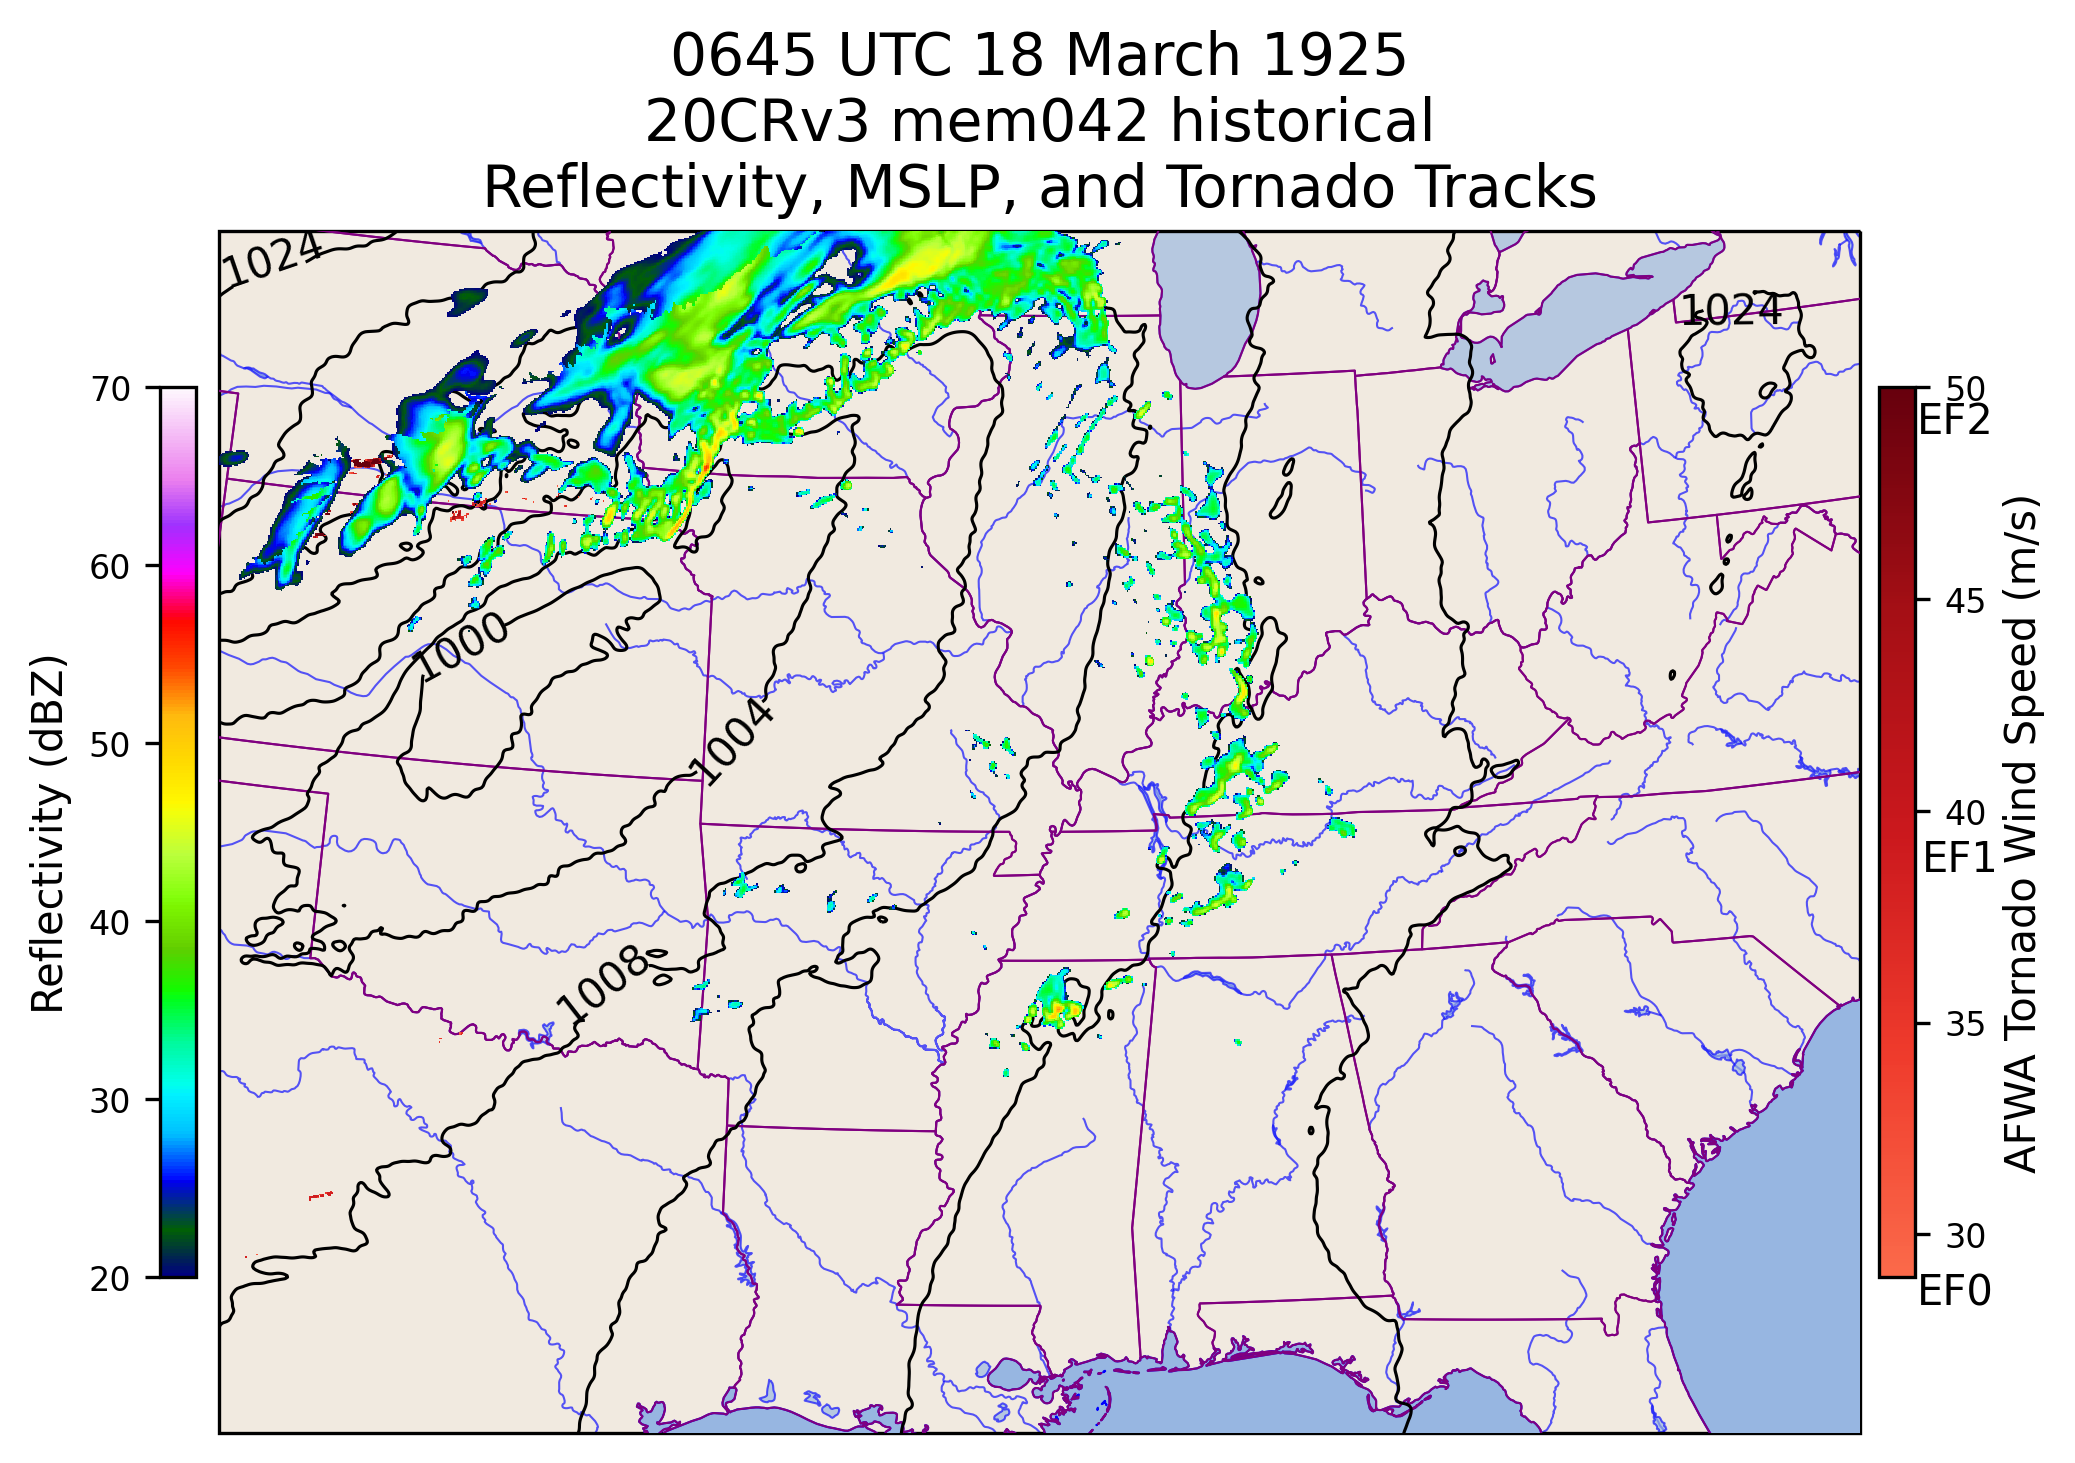 0645 UTC 18 March 1925
20CRv3 mem042 historical
Reflectivity, MSLP, and Tornado Tracks
1024
1024
1000
1004
1008
70
60
50
40
30
20
Reflectivity (dBZ)
50
EF2
45
40
EF1
35
30
EF0
AFWA Tornado Wind Speed (m/s)